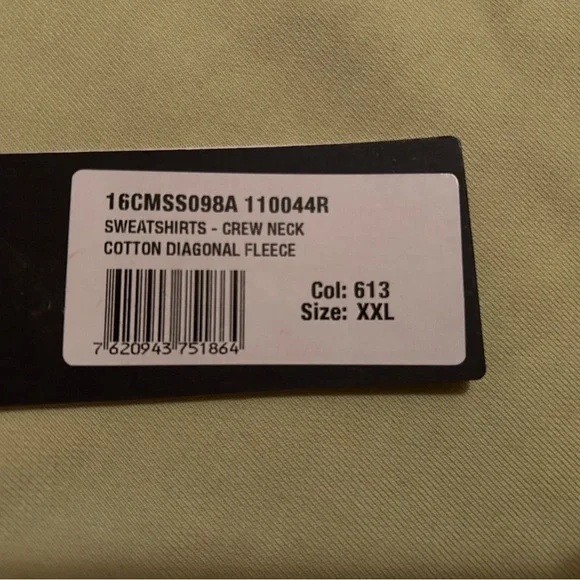 16CMSS098A 110044R
SWEATSHIRTS - CREW NECK
COTTON DIAGONAL FLEECE
Col: 613
Size: XXL
7 620943 751864